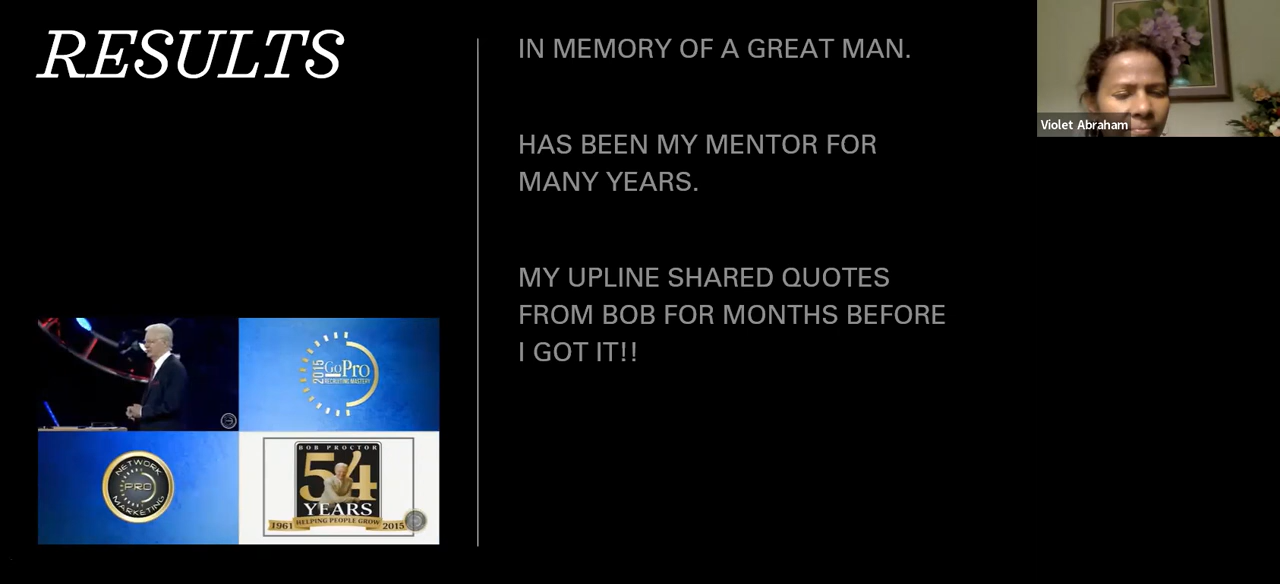 RESULTS
IN MEMORY OF A GREAT MAN.
HAS BEEN MY MENTOR FOR
MANY YEARS.
MY UPLINE SHARED QUOTES
FROM BOB FOR MONTHS BEFORE
I GOT IT!!
Violet Abraham
2015
GoPro
RECRUITING MASTERY
NETWORK
PRO
MARKETING
BOB PROCTOR
54
YEARS
HELPING PEOPLE GROW
1961
2015